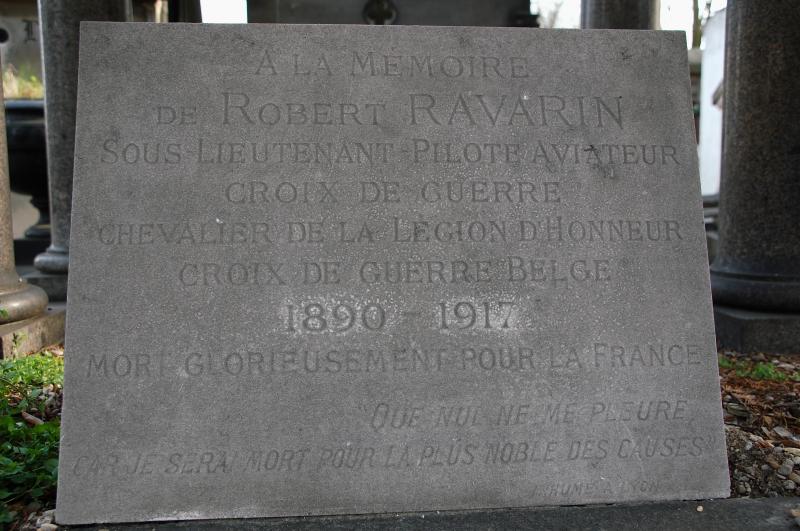 A LA MÉMOIRE
DE ROBERT RAVARIN
SOUS-LIEUTENANT-PILOTE AVIATEUR
CROIX DE GUERRE
CHEVALIER DE LA LÉGION D'HONNEUR
CROIX DE GUERRE BELGE
1890 - 1917
MORT GLORIEUSEMENT POUR LA FRANCE
"QUE NUL NE ME PLEURE
CAR JE SERAI MORT POUR LA PLUS NOBLE DES CAUSES"
INHUMÉ A LYON